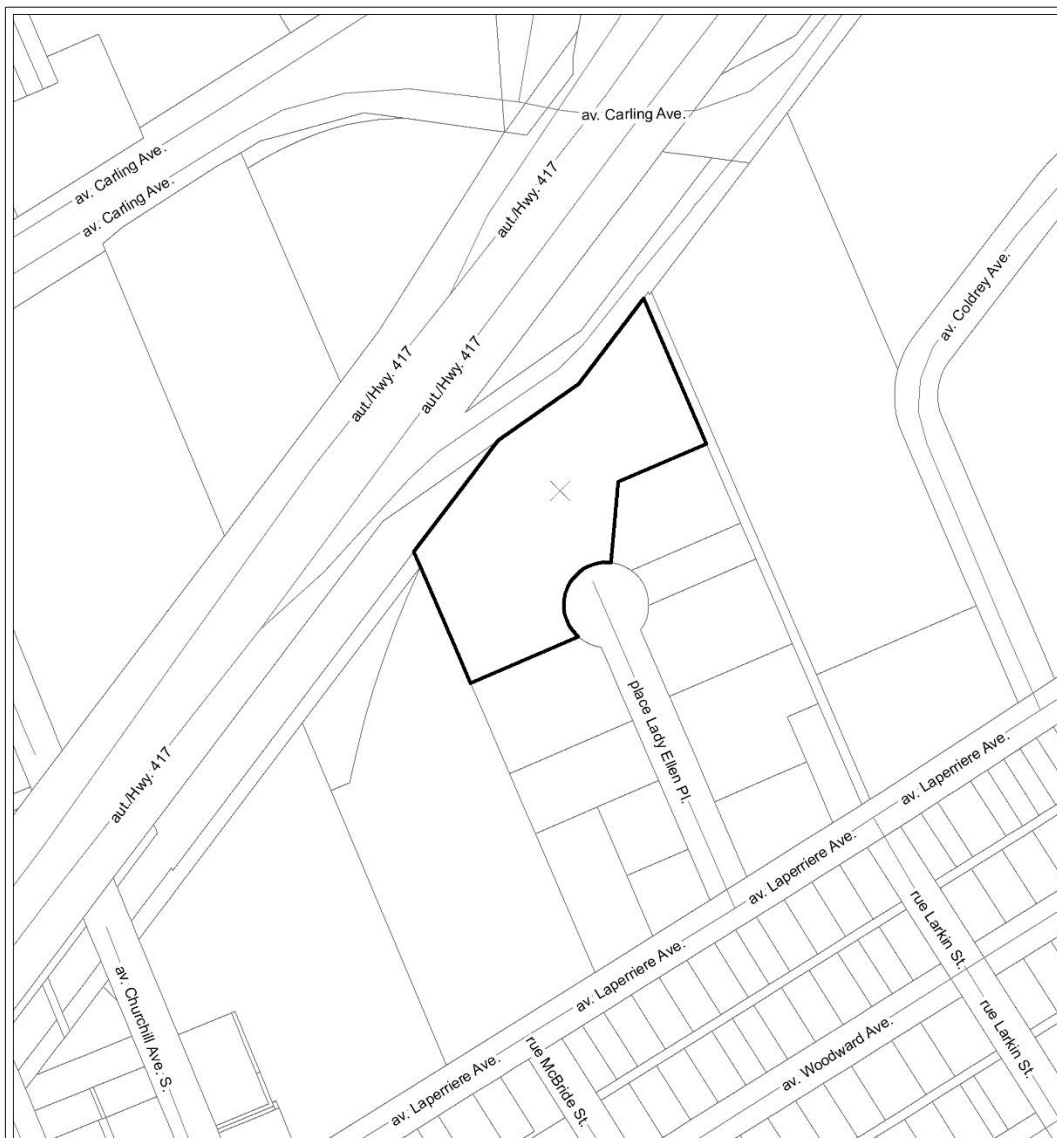 av. Carling Ave.
av. Carling Ave.
av. Carling Ave.
aut./Hwy. 417
aut./Hwy. 417
aut./Hwy. 417
av. Coldrey Ave.
place Lady Ellen Pl.
aut./Hwy. 417
av. Laperriere Ave.
av. Laperriere Ave.
av. Laperriere Ave.
av. Laperriere Ave.
rue Larkin St.
rue Larkin St.
av. Churchill Ave. S.
rue McBride St.
av. Woodward Ave.